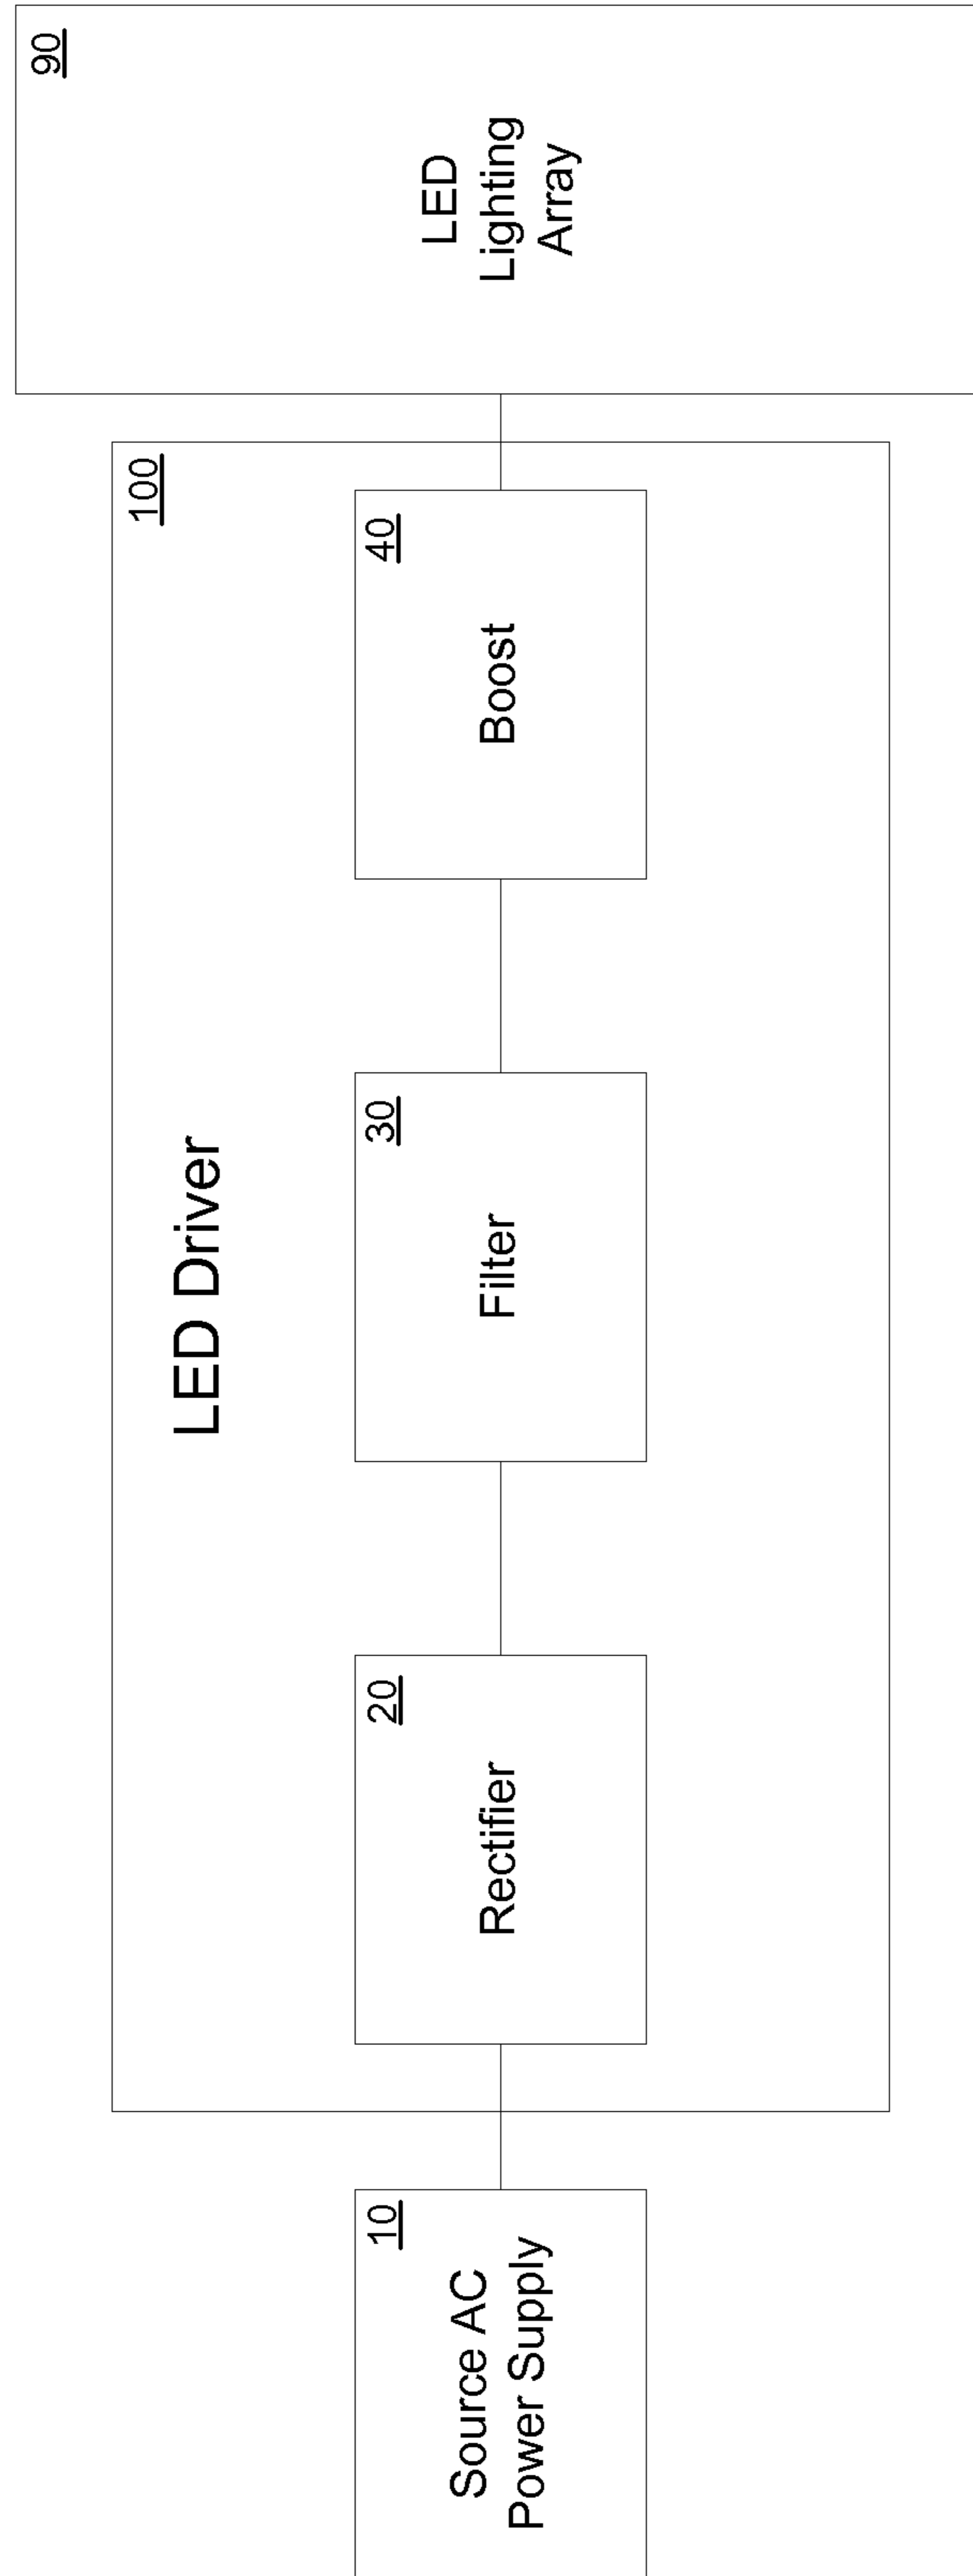 LED Driver
10
Source AC
Power Supply
20
Rectifier
30
Filter
40
Boost
100
90
LED
Lighting
Array